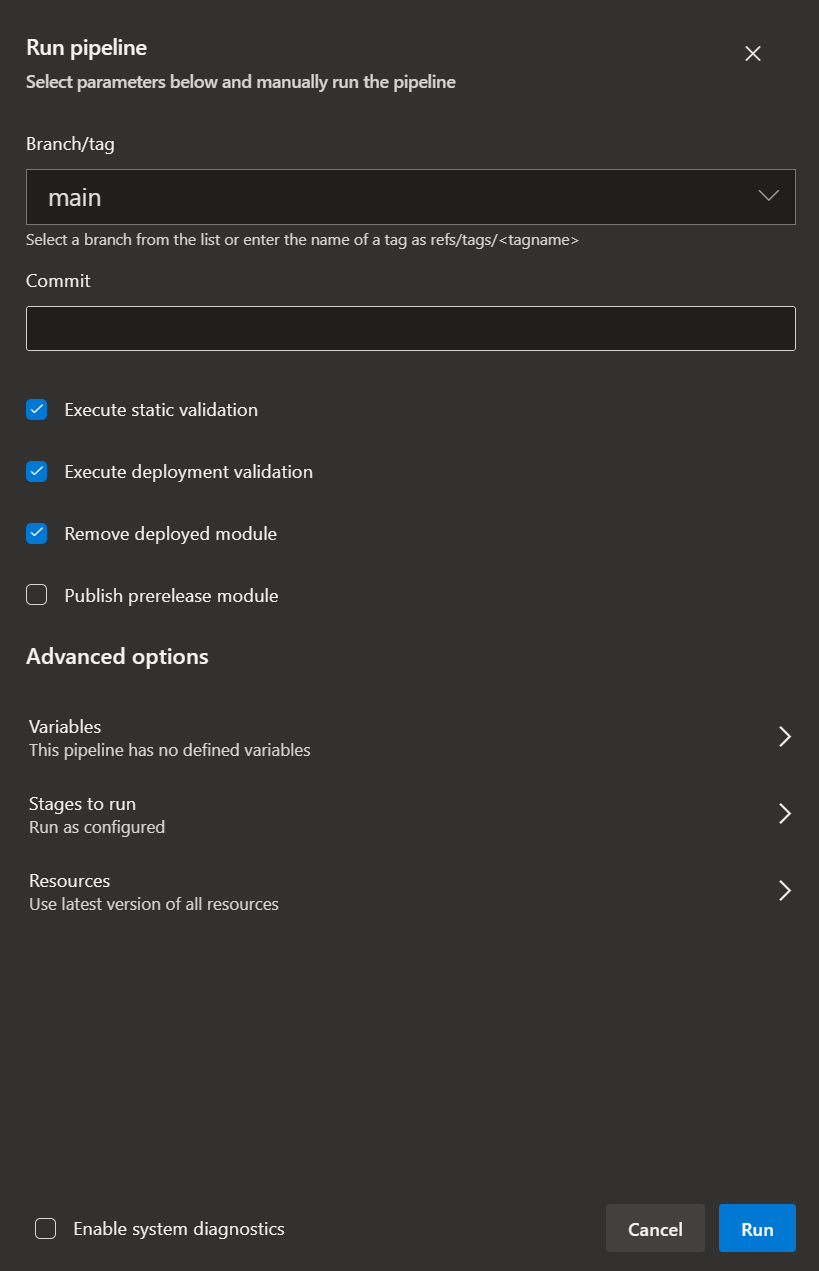 Run pipeline
Select parameters below and manually run the pipeline
Branch/tag
main
Select a branch from the list or enter the name of a tag as refs/tags/<tagname>
Commit
Execute static validation
Execute deployment validation
Remove deployed module
Publish prerelease module
Advanced options
Variables
This pipeline has no defined variables
Stages to run
Run as configured
Resources
Use latest version of all resources
Enable system diagnostics
Cancel
Run